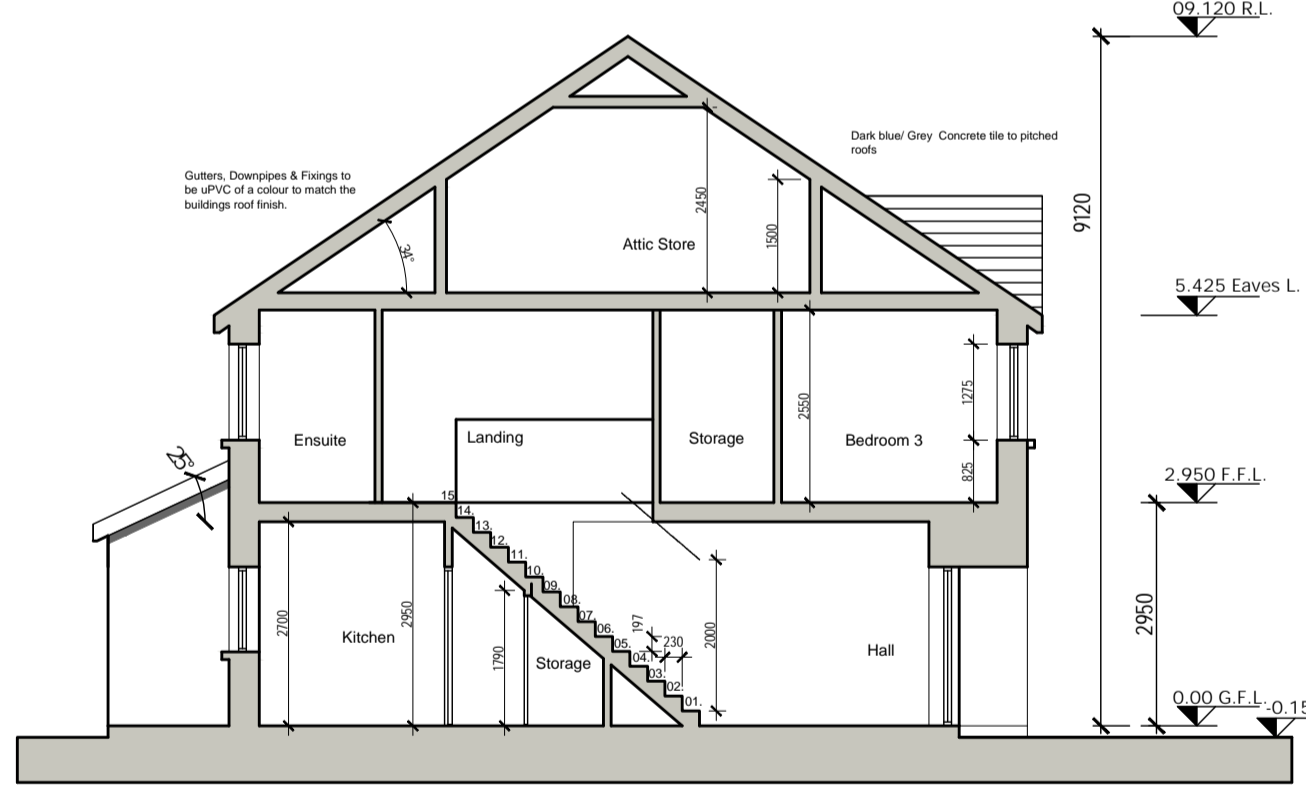 09.120 R.L.
Dark blue/ Grey  Concrete tile to pitched
roofs
Gutters, Downpipes & Fixings to
be uPVC of a colour to match the
buildings roof finish.
9120
2450
1500
Attic Store
34°
5.425 Eaves L.
1275
2550
Ensuite
Landing
Storage
Bedroom 3
25°
825
2.950 F.F.L.
15
14.
13.
12.
11.
10.
09.
08.
07.
06.
05.
04.
03.
02.
01.
197
230
2000
2700
2950
2950
Kitchen
1790
Storage
Hall
0.00 G.F.L.
-0.15